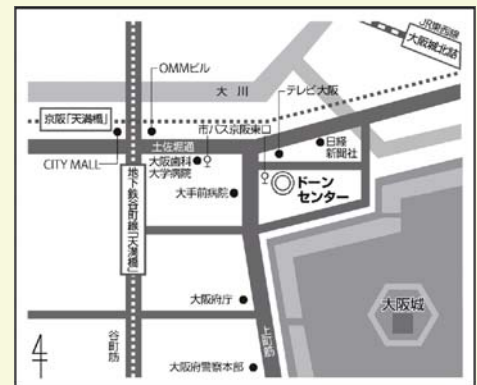 JR東西線
大阪城北詰
OMMビル
大川
テレビ大阪
京阪「天満橋」
市バス京阪東口
土佐堀通
日経
新聞社
CITY MALL
大阪歯科
大学病院
ドーン
センター
大手前病院
地下鉄谷町線「天満橋」
大阪府庁
大阪城
谷町筋
上町筋
大阪府警察本部
4